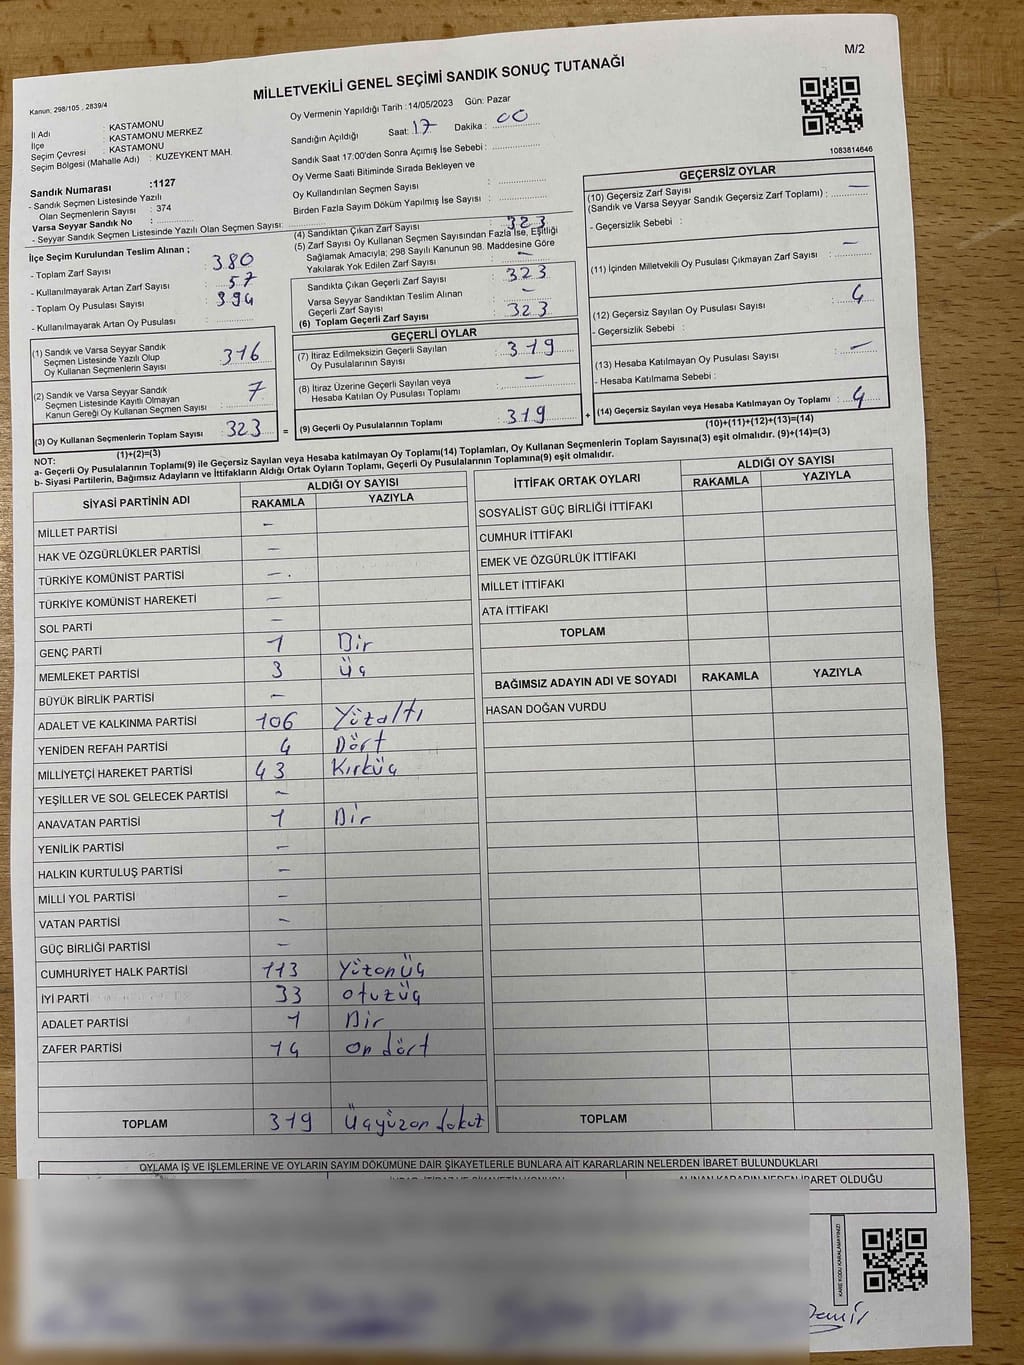 M/2
MİLLETVEKİLİ GENEL SEÇİMİ SANDIK SONUÇ TUTANAĞI
Kanun: 298/105 , 2839/4
Oy Vermenin Yapıldığı Tarih :14/05/2023 Gün: Pazar
İl Adı : KASTAMONU
İlçe : KASTAMONU MERKEZ
Seçim Çevresi : KASTAMONU
Seçim Bölgesi (Mahalle Adı) : KUZEYKENT MAH.
Sandığın Açıldığı Saat: 17 Dakika : 00
Sandık Saat 17.00'den Sonra Açımış İse Sebebi :
Oy Verme Saati Bitiminde Sırada Bekleyen ve
Oy Kullandırılan Seçmen Sayısı :
Birden Fazla Sayım Döküm Yapılmış İse Sayısı :
1083814646
Sandık Numarası :1127
- Sandık Seçmen Listesinde Yazılı
Olan Seçmenlerin Sayısı : 374
Varsa Seyyar Sandık No :
- Seyyar Sandık Seçmen Listesinde Yazılı Olan Seçmen Sayısı:
İlçe Seçim Kurulundan Teslim Alınan ;
- Toplam Zarf Sayısı : 380
- Kullanılmayarak Artan Zarf Sayısı : 57
- Toplam Oy Pusulası Sayısı : 394
- Kullanılmayarak Artan Oy Pusulası :
(1) Sandık ve Varsa Seyyar Sandık
Seçmen Listesinde Yazılı Olup
Oy Kullanan Seçmenlerin Sayısı : 316
(2) Sandık ve Varsa Seyyar Sandık
Seçmen Listesinde Kayıtlı Olmayan
Kanun Gereği Oy Kullanan Seçmen Sayısı : 7
(3) Oy Kullanan Seçmenlerin Toplam Sayısı : 323 =
(1)+(2)=(3)
(4) Sandıktan Çıkan Zarf Sayısı : 323
(5) Zarf Sayısı Oy Kullanan Seçmen Sayısından Fazla İse, Eşitliği
Sağlamak Amacıyla; 298 Sayılı Kanunun 98. Maddesine Göre
Yakılarak Yok Edilen Zarf Sayısı : –
Sandıkta Çıkan Geçerli Zarf Sayısı : 323
Varsa Seyyar Sandıktan Teslim Alınan
Geçerli Zarf Sayısı : –
(6) Toplam Geçerli Zarf Sayısı : 323
GEÇERLİ OYLAR
(7) İtiraz Edilmeksizin Geçerli Sayılan
Oy Pusulalarının Sayısı : 319
(8) İtiraz Üzerine Geçerli Sayılan veya
Hesaba Katılan Oy Pusulası Toplamı : –
(9) Geçerli Oy Pusulalarının Toplamı : 319 +
GEÇERSİZ OYLAR
(10) Geçersiz Zarf Sayısı
(Sandık ve Varsa Seyyar Sandık Geçersiz Zarf Toplamı) : –
- Geçersizlik Sebebi :
(11) İçinden Milletvekili Oy Pusulası Çıkmayan Zarf Sayısı : –
(12) Geçersiz Sayılan Oy Pusulası Sayısı : 4
- Geçersizlik Sebebi :
(13) Hesaba Katılmayan Oy Pusulası Sayısı : –
- Hesaba Katılmama Sebebi :
(14) Geçersiz Sayılan veya Hesaba Katılmayan Oy Toplamı : 4
(10)+(11)+(12)+(13)=(14)
NOT:
a- Geçerli Oy Pusulalarının Toplamı(9) ile Geçersiz Sayılan veya Hesaba katılmayan Oy Toplamı(14) Toplamları, Oy Kullanan Seçmenlerin Toplam Sayısına(3) eşit olmalıdır. (9)+(14)=(3)
b- Siyasi Partilerin, Bağımsız Adayların ve İttifakların Aldığı Ortak Oyların Toplamı, Geçerli Oy Pusulalarının Toplamına(9) eşit olmalıdır.
SİYASİ PARTİNİN ADI ALDIĞI OY SAYISI
RAKAMLA YAZIYLA
MİLLET PARTİSİ –
HAK VE ÖZGÜRLÜKLER PARTİSİ –
TÜRKİYE KOMÜNİST PARTİSİ –
TÜRKİYE KOMÜNİST HAREKETİ –
SOL PARTİ –
GENÇ PARTİ 1 Bir
MEMLEKET PARTİSİ 3 Üç
BÜYÜK BİRLİK PARTİSİ –
ADALET VE KALKINMA PARTİSİ 106 Yüzaltı
YENİDEN REFAH PARTİSİ 4 Dört
MİLLİYETÇİ HAREKET PARTİSİ 43 Kırküç
YEŞİLLER VE SOL GELECEK PARTİSİ –
ANAVATAN PARTİSİ 1 Bir
YENİLİK PARTİSİ –
HALKIN KURTULUŞ PARTİSİ –
MİLLİ YOL PARTİSİ –
VATAN PARTİSİ –
GÜÇ BİRLİĞİ PARTİSİ –
CUMHURİYET HALK PARTİSİ 113 Yüzonüç
İYİ PARTİ 33 otuzüç
ADALET PARTİSİ 1 Bir
ZAFER PARTİSİ 14 on dört
TOPLAM 319 Üçyüzon dokuz
İTTİFAK ORTAK OYLARI ALDIĞI OY SAYISI
RAKAMLA YAZIYLA
SOSYALİST GÜÇ BİRLİĞİ İTTİFAKI
CUMHUR İTTİFAKI
EMEK VE ÖZGÜRLÜK İTTİFAKI
MİLLET İTTİFAKI
ATA İTTİFAKI
TOPLAM
BAĞIMSIZ ADAYIN ADI VE SOYADI RAKAMLA YAZIYLA
HASAN DOĞAN VURDU
TOPLAM
OYLAMA İŞ VE İŞLEMLERİNE VE OYLARIN SAYIM DÖKÜMÜNE DAİR ŞİKAYETLERLE BUNLARA AİT KARARLARIN NELERDEN İBARET BULUNDUKLARI
ALINAN KARARIN NEDEN İBARET OLDUĞU
KARE KODU KARALAMAYINIZ!